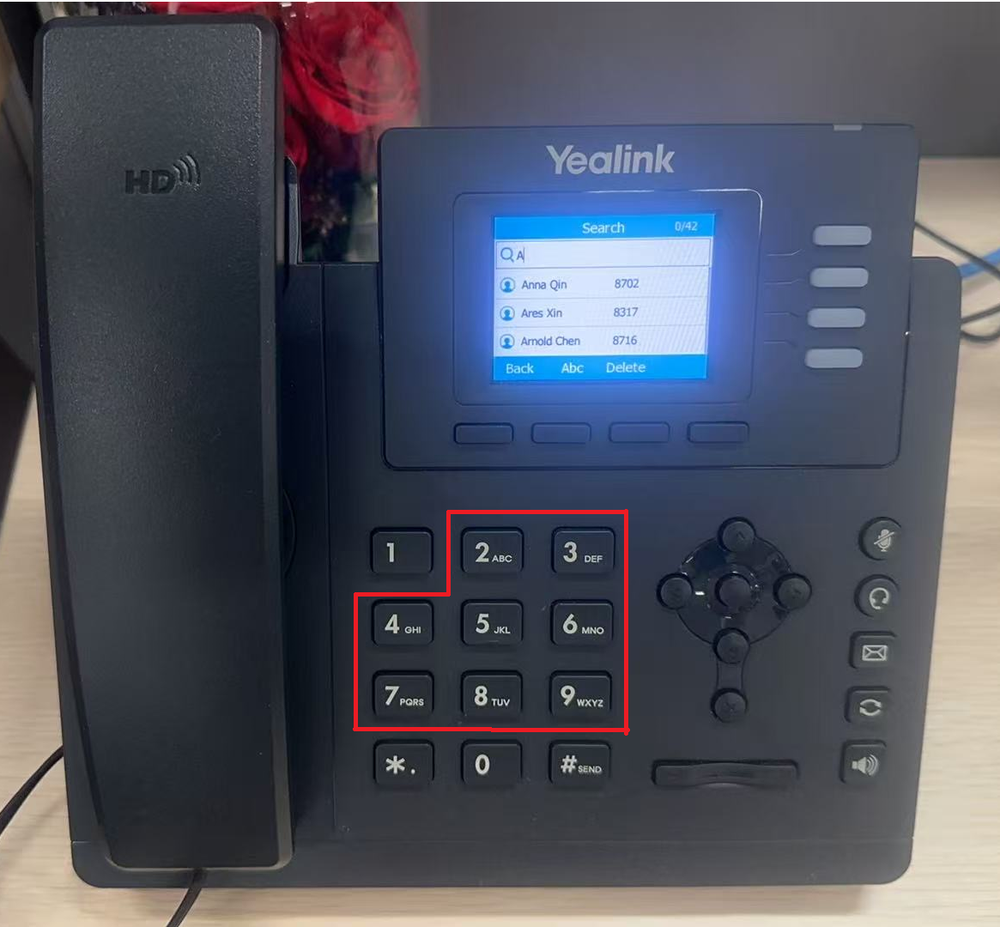 HD
Yealink
Search 0/42
A
Anna Qin 8702
Ares Xin 8317
Arnold Chen 8716
Back Abc Delete
1 2 ABC 3 DEF
4 GHI 5 JKL 6 MNO
7 PQRS 8 TUV 9 WXYZ
*. 0 # SEND